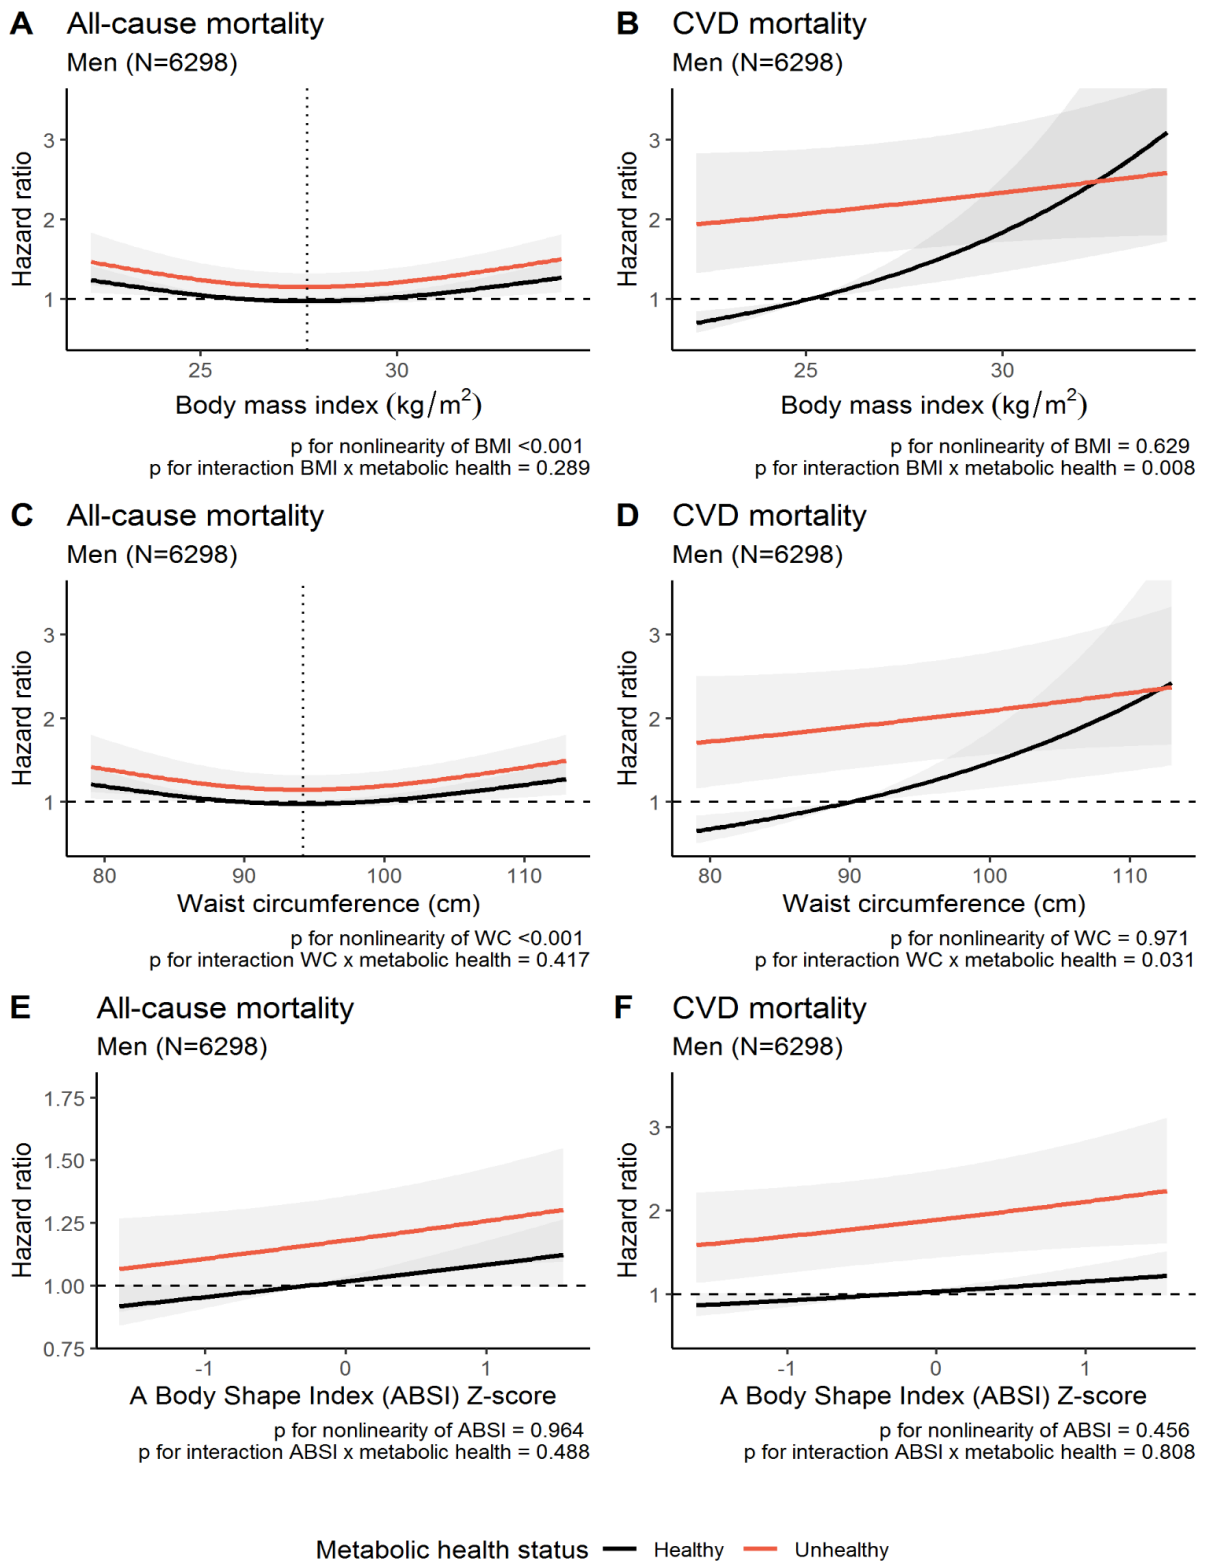 A All-cause mortality
Men (N=6298)
Hazard ratio
3
2
1
25 30
Body mass index (kg/m²)
p for nonlinearity of BMI <0.001
p for interaction BMI x metabolic health = 0.289
B CVD mortality
Men (N=6298)
Hazard ratio
3
2
1
25 30
Body mass index (kg/m²)
p for nonlinearity of BMI = 0.629
p for interaction BMI x metabolic health = 0.008
C All-cause mortality
Men (N=6298)
Hazard ratio
3
2
1
80 90 100 110
Waist circumference (cm)
p for nonlinearity of WC <0.001
p for interaction WC x metabolic health = 0.417
D CVD mortality
Men (N=6298)
Hazard ratio
3
2
1
80 90 100 110
Waist circumference (cm)
p for nonlinearity of WC = 0.971
p for interaction WC x metabolic health = 0.031
E All-cause mortality
Men (N=6298)
Hazard ratio
1.75
1.50
1.25
1.00
0.75
-1 0 1
A Body Shape Index (ABSI) Z-score
p for nonlinearity of ABSI = 0.964
p for interaction ABSI x metabolic health = 0.488
F CVD mortality
Men (N=6298)
Hazard ratio
3
2
1
-1 0 1
A Body Shape Index (ABSI) Z-score
p for nonlinearity of ABSI = 0.456
p for interaction ABSI x metabolic health = 0.808
Metabolic health status Healthy Unhealthy